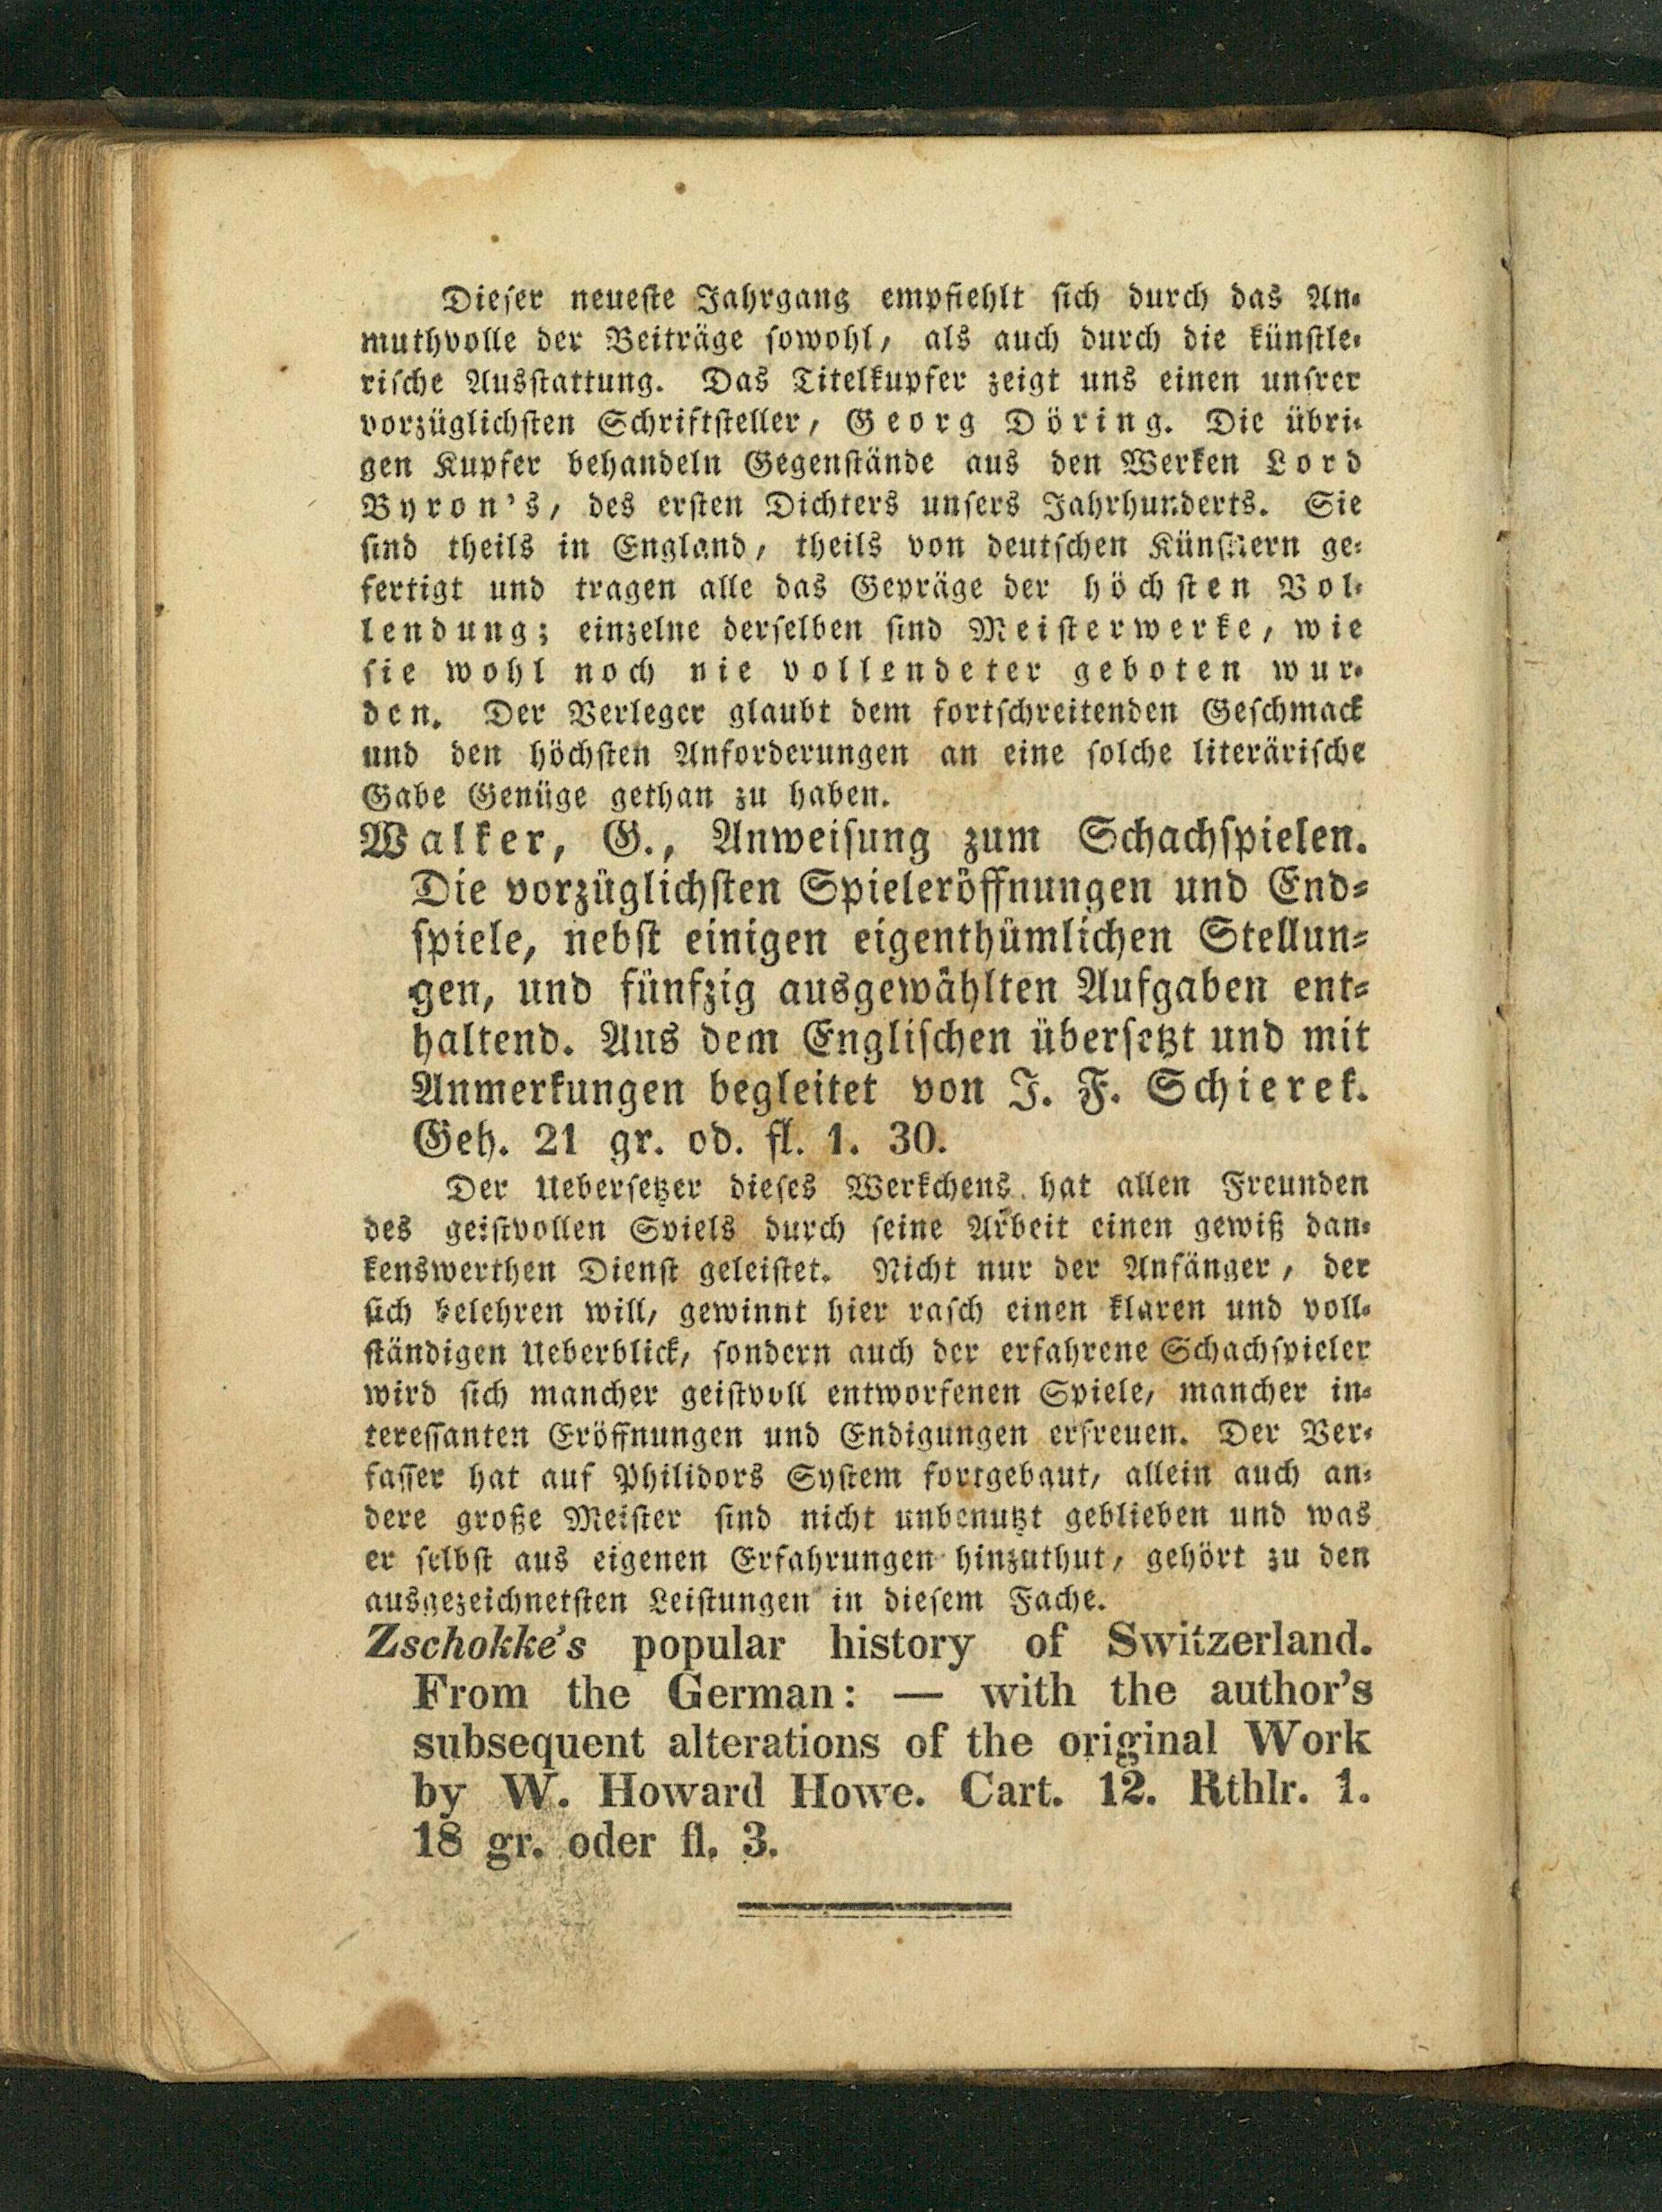 Dieser neueste Jahrgang empfiehlt sich durch das An-
muthvolle der Beiträge sowohl, als auch durch die künstle-
rische Ausstattung. Das Titelkupfer zeigt uns einen unsrer
vorzüglichsten Schriftsteller, Georg Döring. Die übri-
gen Kupfer behandeln Gegenstände aus den Werken Lord
Byron's, des ersten Dichters unsers Jahrhunderts. Sie
sind theils in England, theils von deutschen Künstlern ge-
fertigt und tragen alle das Gepräge der höchsten Vol-
lendung; einzelne derselben sind Meisterwerke, wie
sie wohl noch nie vollendeter geboten wur-
den. Der Verleger glaubt dem fortschreitenden Geschmack
und den höchsten Anforderungen an eine solche literärische
Gabe Genüge gethan zu haben.
Walker, G., Anweisung zum Schachspielen.
Die vorzüglichsten Spieleröffnungen und End-
spiele, nebst einigen eigenthümlichen Stellun-
gen, und fünfzig ausgewählten Aufgaben ent-
haltend. Aus dem Englischen übersetzt und mit
Anmerkungen begleitet von J. F. Schierek.
Geh. 21 gr. od. fl. 1. 30.
Der Uebersetzer dieses Werkchens hat allen Freunden
des geistvollen Spiels durch seine Arbeit einen gewiß dan-
kenswerthen Dienst geleistet. Nicht nur der Anfänger, der
sich belehren will, gewinnt hier rasch einen klaren und voll-
ständigen Ueberblick, sondern auch der erfahrene Schachspieler
wird sich mancher geistvoll entworfenen Spiele, mancher in-
teressanten Eröffnungen und Endigungen erfreuen. Der Ver-
fasser hat auf Philidors System fortgebaut, allein auch an-
dere große Meister sind nicht unbenutzt geblieben und was
er selbst aus eigenen Erfahrungen hinzuthut, gehört zu den
ausgezeichnetsten Leistungen in diesem Fache.
Zschokke's popular history of Switzerland.
From the German: — with the author's
subsequent alterations of the original Work
by W. Howard Howe. Cart. 12. Rthlr. 1.
18 gr. oder fl. 3.